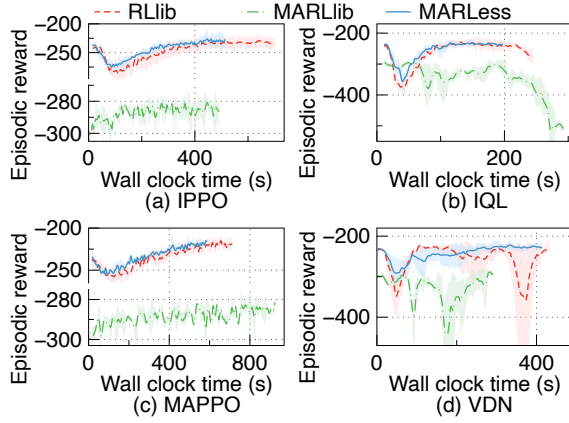 RLlib MARLlib MARLess
−200
−250
−280
−300
Episodic reward
0 400
Wall clock time (s)
(a) IPPO
−200
−400
Episodic reward
0 200
Wall clock time (s)
(b) IQL
−200
−250
−280
−300
Episodic reward
0 400 800
Wall clock time (s)
(c) MAPPO
−200
−400
Episodic reward
0 200 400
Wall clock time (s)
(d) VDN